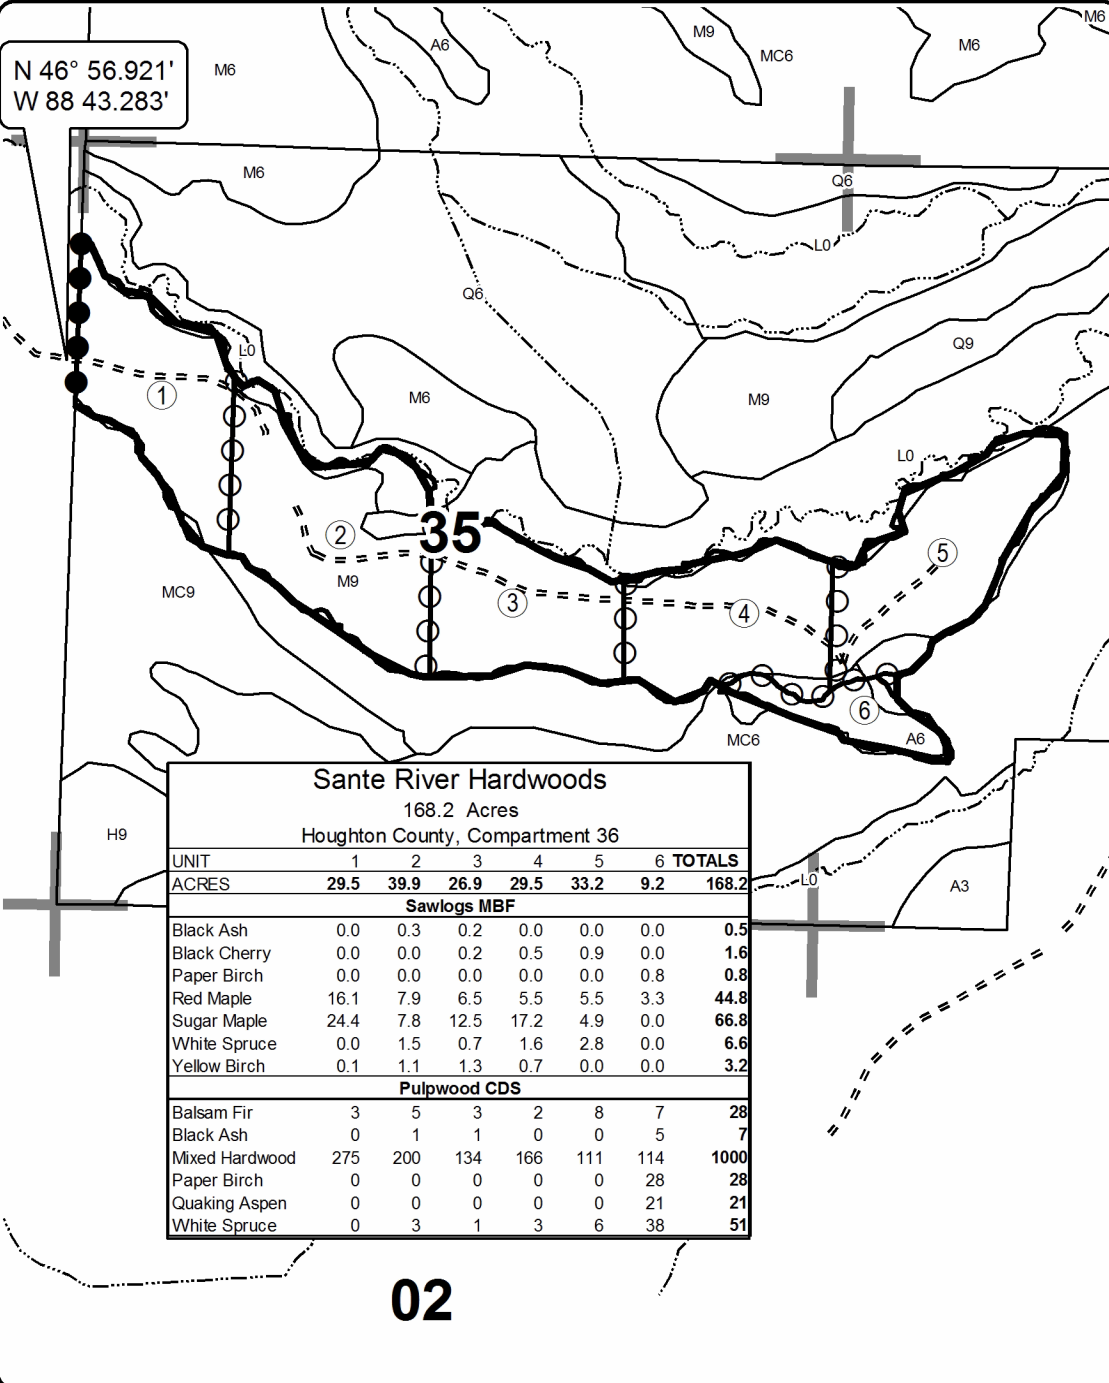 M6
A6
M9
MC6
M6
M6
N 46° 56.921'
W 88 43.283'
M6
Q6
L0
Q6
L0
Q9
M6
M9
1
L0
2
35
5
M9
MC9
3
4
6
MC6
A6
H9
L0
A3
Sante River Hardwoods
168.2 Acres
Houghton County, Compartment 36
UNIT 1 2 3 4 5 6 TOTALS
ACRES 29.5 39.9 26.9 29.5 33.2 9.2 168.2
Sawlogs MBF
Black Ash 0.0 0.3 0.2 0.0 0.0 0.0 0.5
Black Cherry 0.0 0.0 0.2 0.5 0.9 0.0 1.6
Paper Birch 0.0 0.0 0.0 0.0 0.0 0.8 0.8
Red Maple 16.1 7.9 6.5 5.5 5.5 3.3 44.8
Sugar Maple 24.4 7.8 12.5 17.2 4.9 0.0 66.8
White Spruce 0.0 1.5 0.7 1.6 2.8 0.0 6.6
Yellow Birch 0.1 1.1 1.3 0.7 0.0 0.0 3.2
Pulpwood CDS
Balsam Fir 3 5 3 2 8 7 28
Black Ash 0 1 1 0 0 5 7
Mixed Hardwood 275 200 134 166 111 114 1000
Paper Birch 0 0 0 0 0 28 28
Quaking Aspen 0 0 0 0 0 21 21
White Spruce 0 3 1 3 6 38 51
02